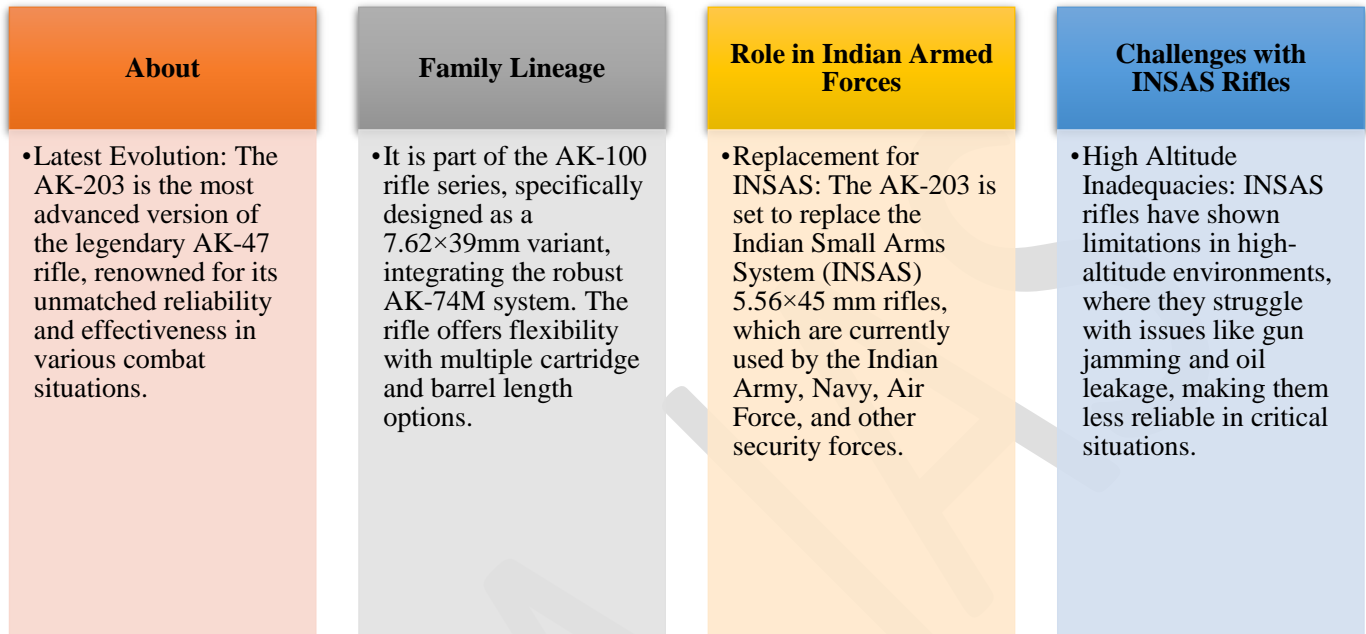 About
•Latest Evolution: The
AK-203 is the most
advanced version of
the legendary AK-47
rifle, renowned for its
unmatched reliability
and effectiveness in
various combat
situations.
Family Lineage
•It is part of the AK-100
rifle series, specifically
designed as a
7.62×39mm variant,
integrating the robust
AK-74M system. The
rifle offers flexibility
with multiple cartridge
and barrel length
options.
Role in Indian Armed
Forces
•Replacement for
INSAS: The AK-203 is
set to replace the
Indian Small Arms
System (INSAS)
5.56×45 mm rifles,
which are currently
used by the Indian
Army, Navy, Air
Force, and other
security forces.
Challenges with
INSAS Rifles
•High Altitude
Inadequacies: INSAS
rifles have shown
limitations in high-
altitude environments,
where they struggle
with issues like gun
jamming and oil
leakage, making them
less reliable in critical
situations.